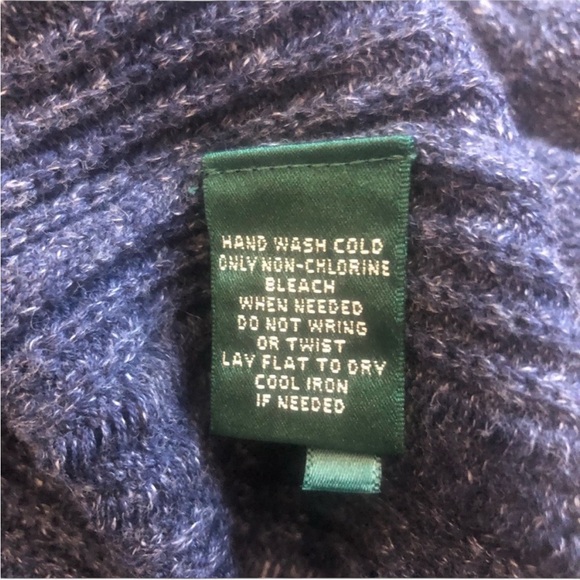 HAND WASH COLD
ONLY NON-CHLORINE
BLEACH
WHEN NEEDED
DO NOT WRING
OR TWIST
LAY FLAT TO DRY
COOL IRON
IF NEEDED